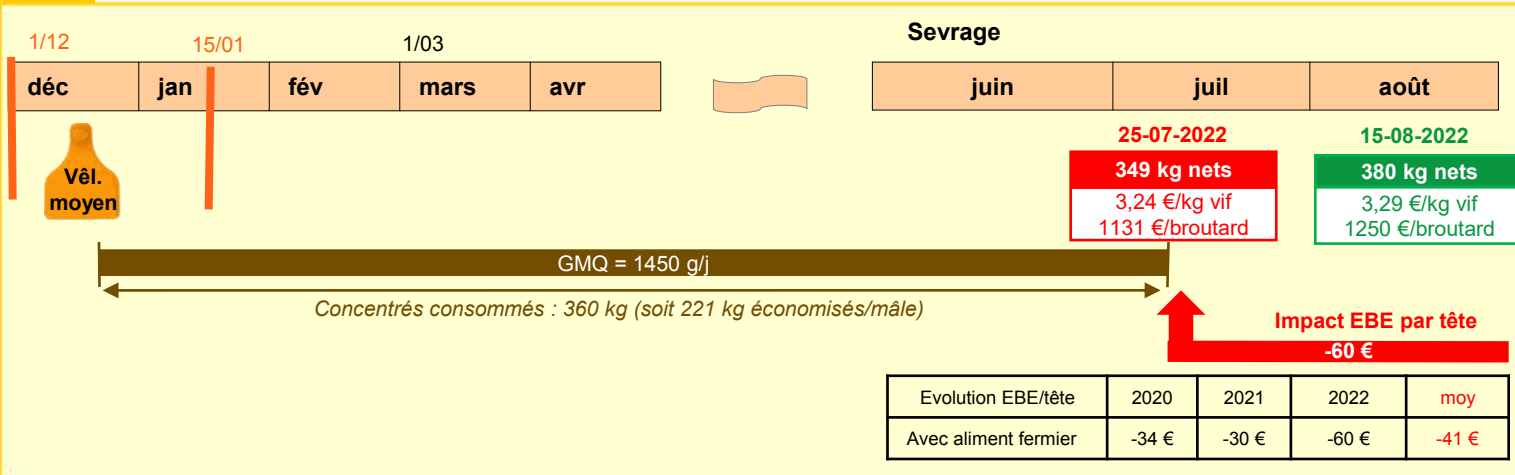 Sevrage
1/12 15/01 1/03
déc jan fév mars avr juin juil août
Vêl.
moyen
25-07-2022 15-08-2022
349 kg nets 380 kg nets
3,24 €/kg vif 3,29 €/kg vif
1131 €/broutard 1250 €/broutard
GMQ = 1450 g/j
Concentrés consommés : 360 kg (soit 221 kg économisés/mâle)
Impact EBE par tête
-60 €
Evolution EBE/tête 2020 2021 2022 moy
Avec aliment fermier -34 € -30 € -60 € -41 €